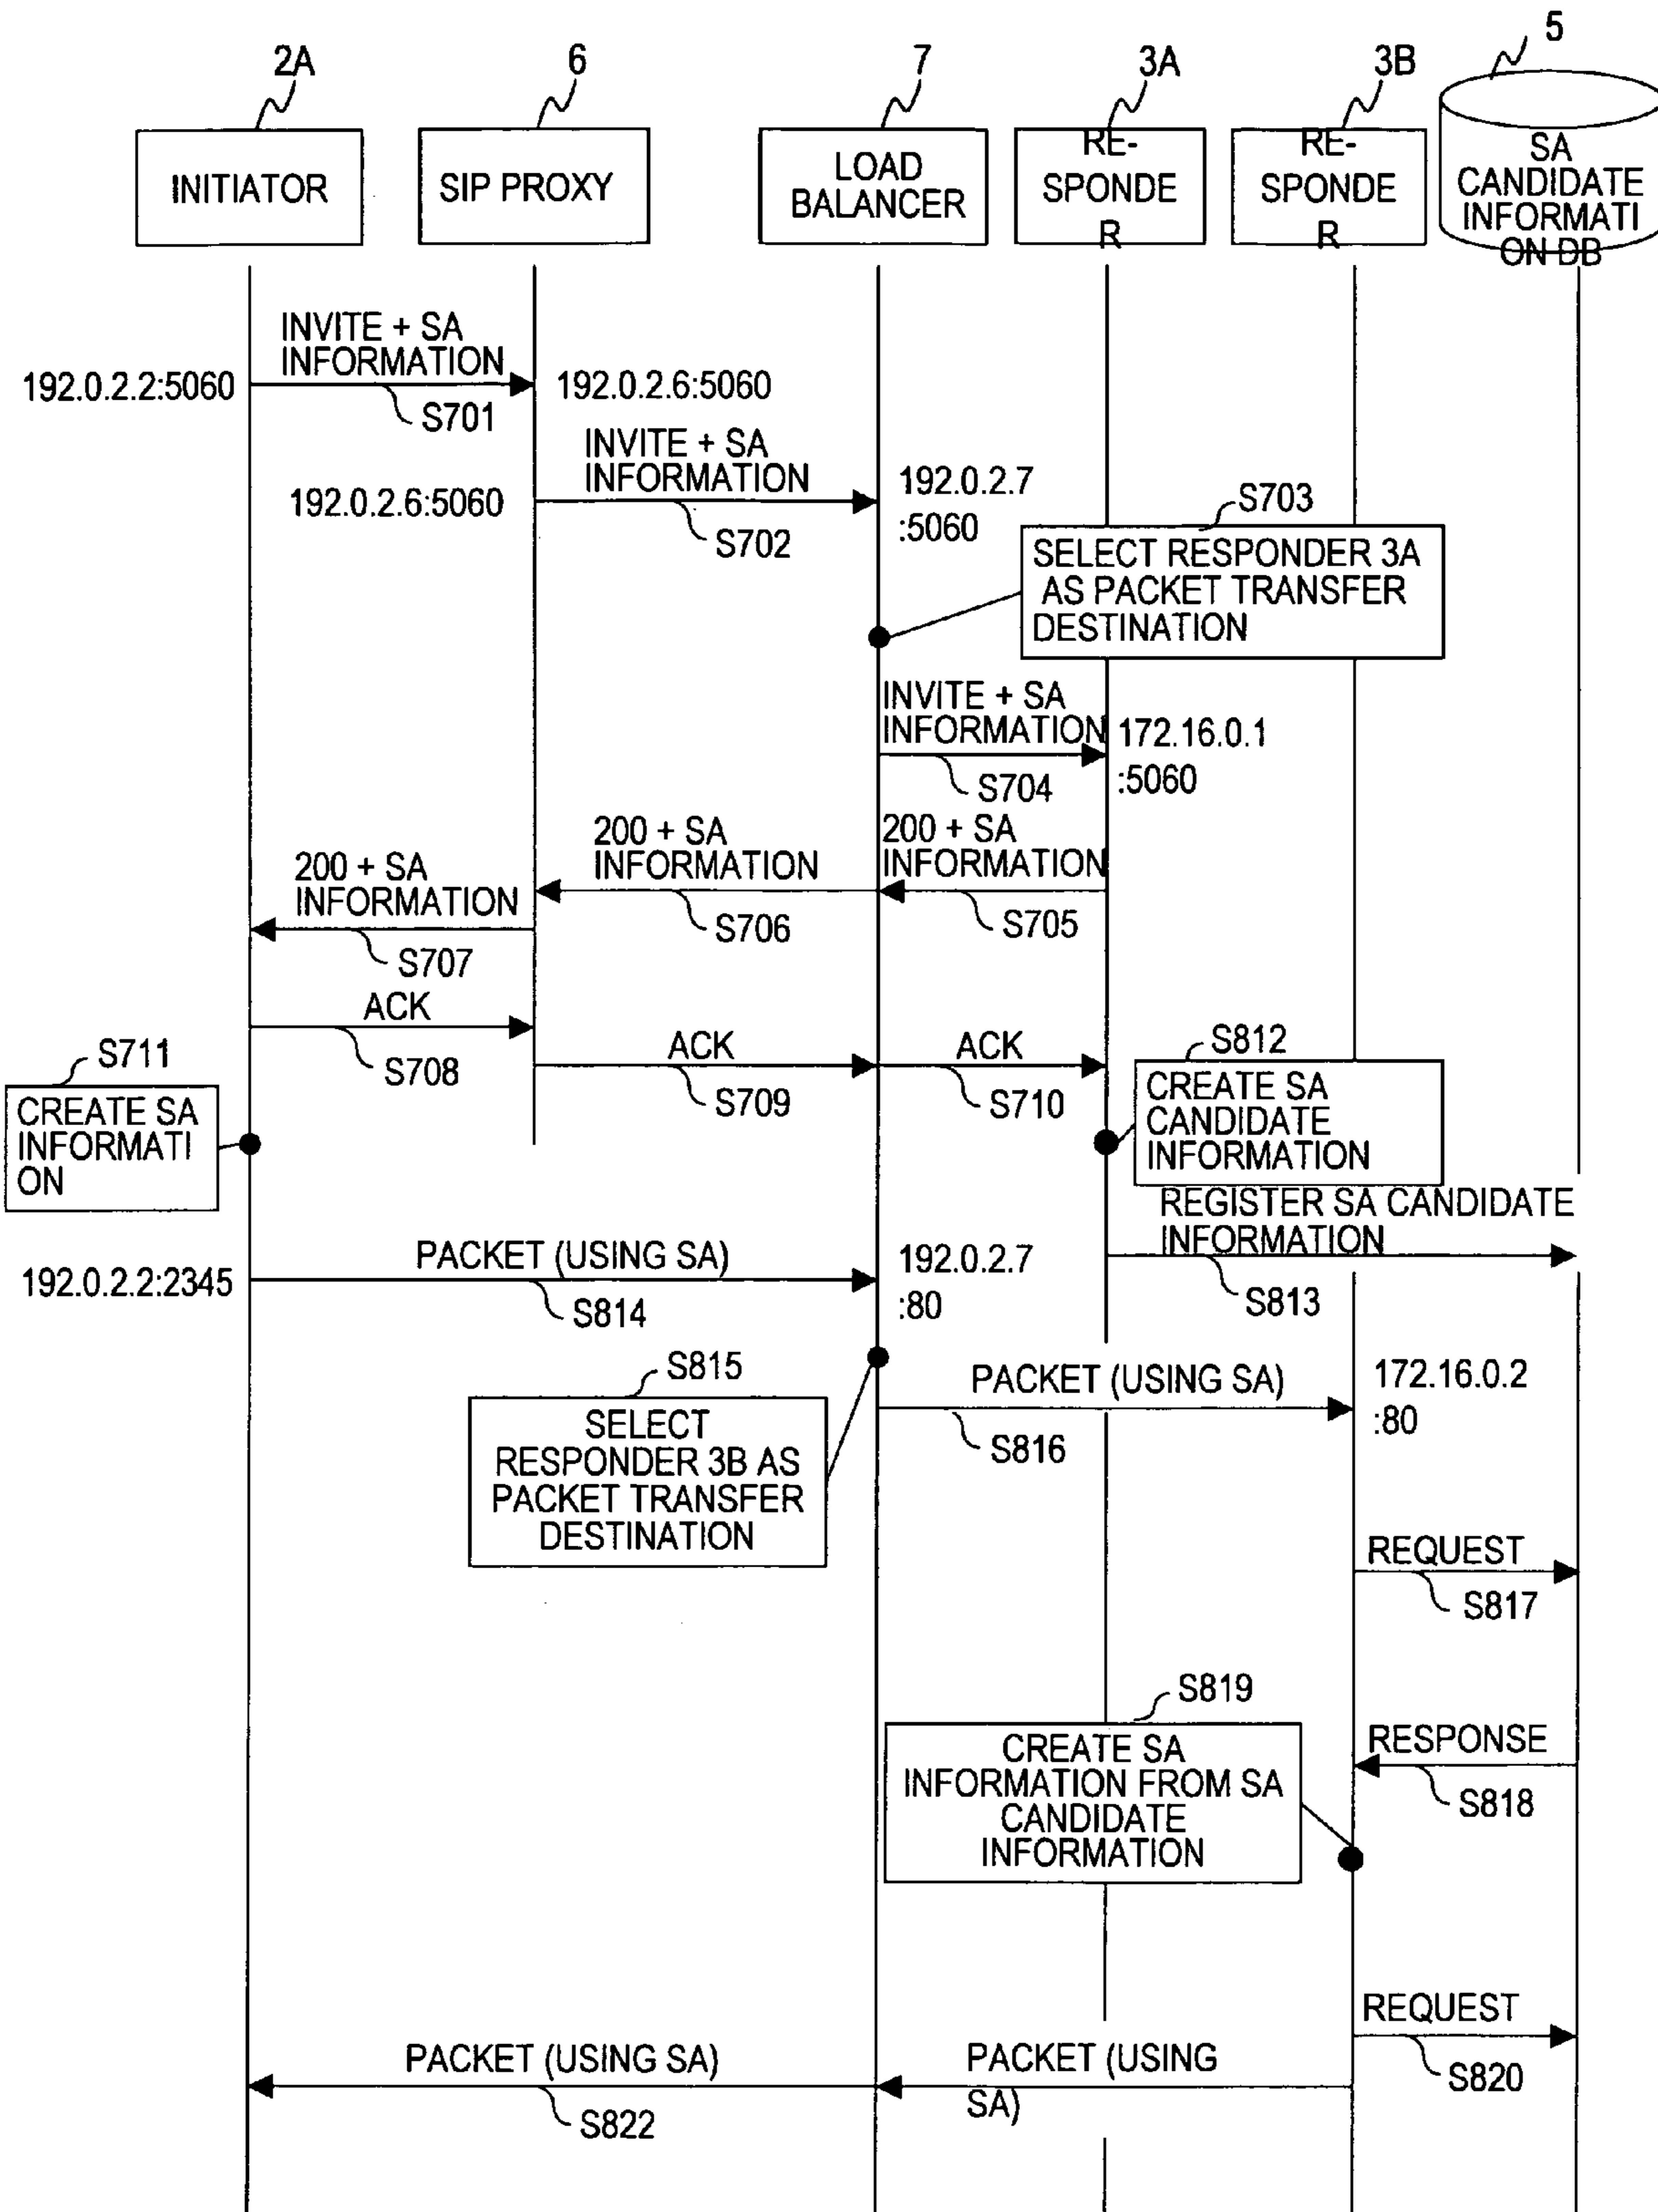 2A
6
7
3A
3B
5
INITIATOR
SIP PROXY
LOAD
BALANCER
RE-
SPONDE
R
RE-
SPONDE
R
SA
CANDIDATE
INFORMATI
ON DB
INVITE + SA
INFORMATION
192.0.2.2:5060
192.0.2.6:5060
S701
INVITE + SA
INFORMATION
192.0.2.6:5060
192.0.2.7
:5060
S702
S703
SELECT RESPONDER 3A
AS PACKET TRANSFER
DESTINATION
INVITE + SA
INFORMATION
172.16.0.1
:5060
S704
200 + SA
INFORMATION
S705
200 + SA
INFORMATION
S706
200 + SA
INFORMATION
S707
ACK
S708
ACK
S709
ACK
S710
S711
CREATE SA
INFORMATI
ON
S812
CREATE SA
CANDIDATE
INFORMATION
REGISTER SA CANDIDATE
INFORMATION
S813
PACKET (USING SA)
192.0.2.2:2345
192.0.2.7
:80
S814
S815
SELECT
RESPONDER 3B AS
PACKET TRANSFER
DESTINATION
PACKET (USING SA)
172.16.0.2
:80
S816
REQUEST
S817
RESPONSE
S818
S819
CREATE SA
INFORMATION FROM SA
CANDIDATE
INFORMATION
REQUEST
S820
PACKET (USING
SA)
PACKET (USING SA)
S822